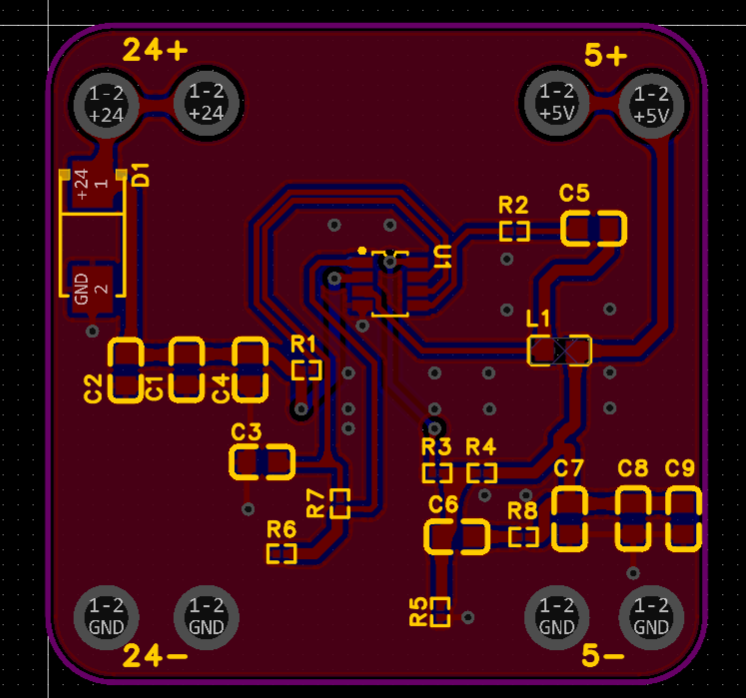 24+
5+
1-2
+24
1-2
+24
1-2
+5V
1-2
+5V
+24
1
D1
GND
2
C5
R2
U1
L1
R1
C2
C1
C4
C3
R3
R4
C7
C8
C9
R7
C6
R8
R6
R5
1-2
GND
1-2
GND
1-2
GND
1-2
GND
24-
5-